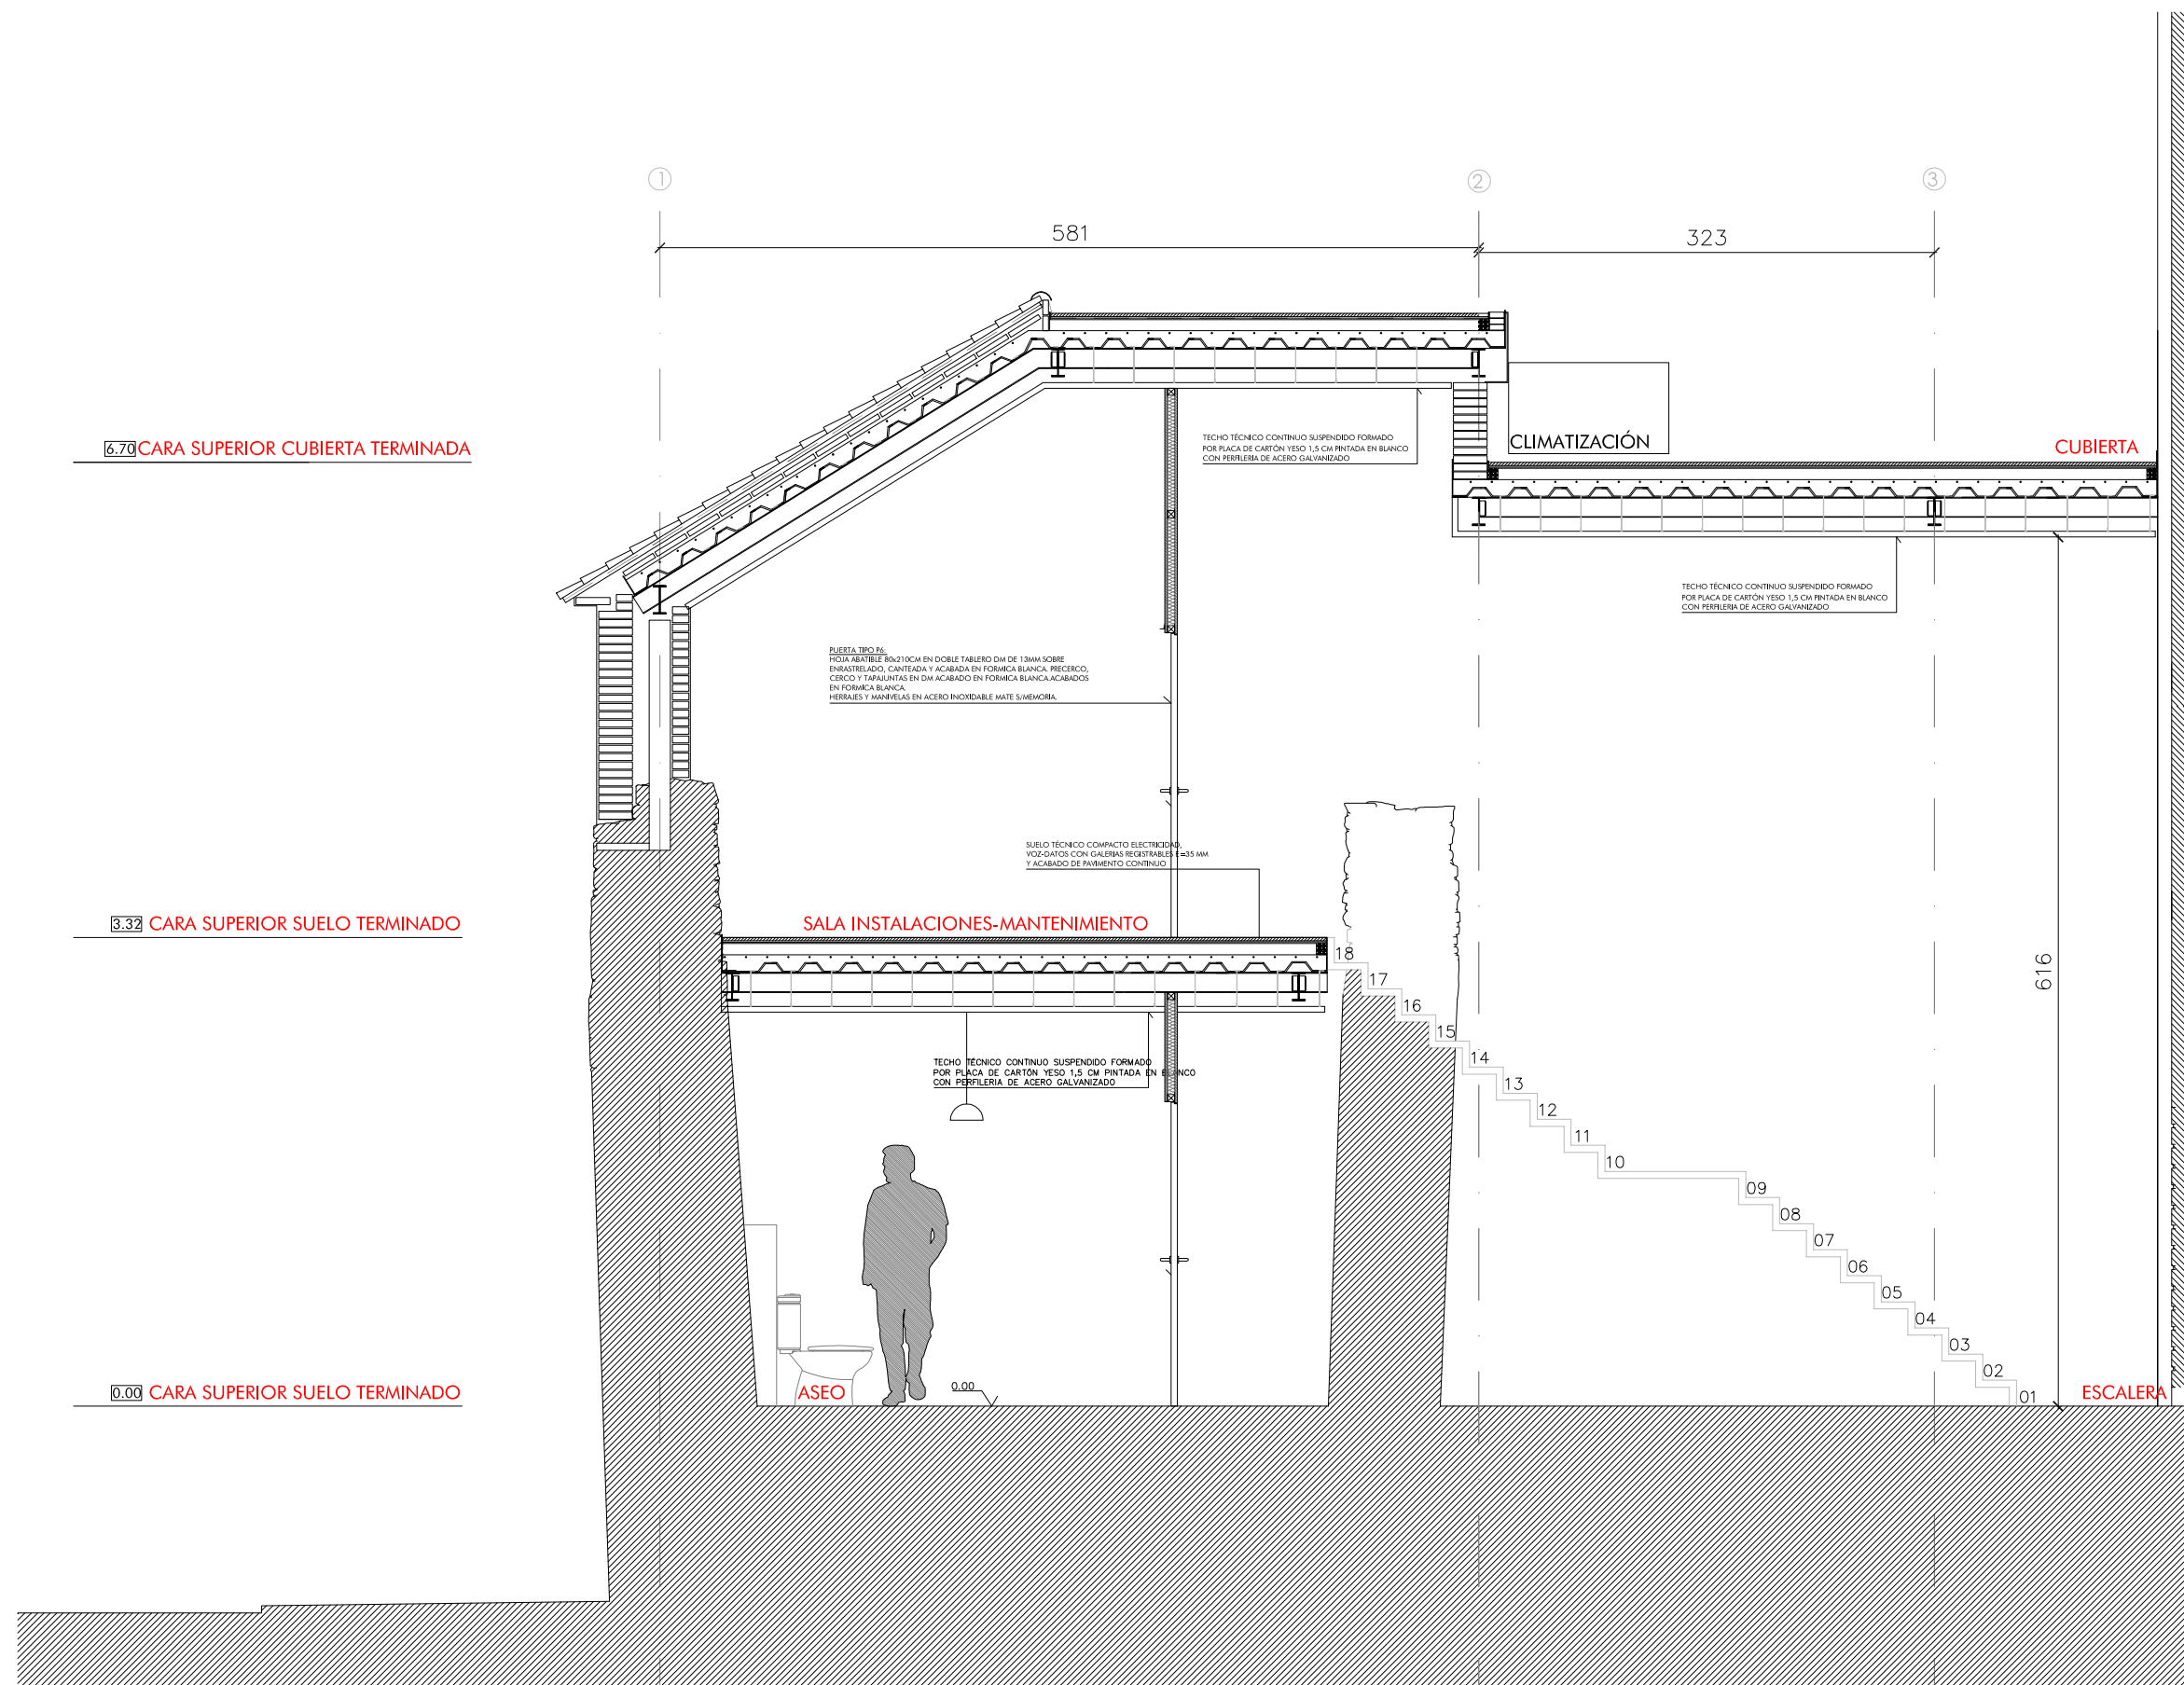 1
2
3
581
323
6.70 CARA SUPERIOR CUBIERTA TERMINADA
TECHO TÉCNICO CONTINUO SUSPENDIDO FORMADO
POR PLACA DE CARTÓN YESO 1,5 CM PINTADA EN BLANCO
CON PERFILERIA DE ACERO GALVANIZADO
CLIMATIZACIÓN
CUBIERTA
TECHO TÉCNICO CONTINUO SUSPENDIDO FORMADO
POR PLACA DE CARTÓN YESO 1,5 CM PINTADA EN BLANCO
CON PERFILERIA DE ACERO GALVANIZADO
PUERTA TIPO P6:
HOJA ABATIBLE 80x210CM EN DOBLE TABLERO DM DE 13MM SOBRE
ENRASTRELADO, CANTEADA Y ACABADA EN FORMICA BLANCA. PRECERCO,
CERCO Y TAPAJUNTAS EN DM ACABADO EN FORMICA BLANCA.ACABADOS
EN FORMICA BLANCA.
HERRAJES Y MANIVELAS EN ACERO INOXIDABLE MATE S/MEMORIA.
SUELO TÉCNICO COMPACTO ELECTRICIDAD,
VOZ-DATOS CON GALERIAS REGISTRABLES E=35 MM
Y ACABADO DE PAVIMENTO CONTINUO
3.32 CARA SUPERIOR SUELO TERMINADO
SALA INSTALACIONES-MANTENIMIENTO
616
18
17
16
15
14
13
12
11
10
09
08
07
06
05
04
03
02
01
TECHO TÉCNICO CONTINUO SUSPENDIDO FORMADO
POR PLACA DE CARTÓN YESO 1,5 CM PINTADA EN BLANCO
CON PERFILERIA DE ACERO GALVANIZADO
0.00 CARA SUPERIOR SUELO TERMINADO
ASEO
0.00
ESCALERA